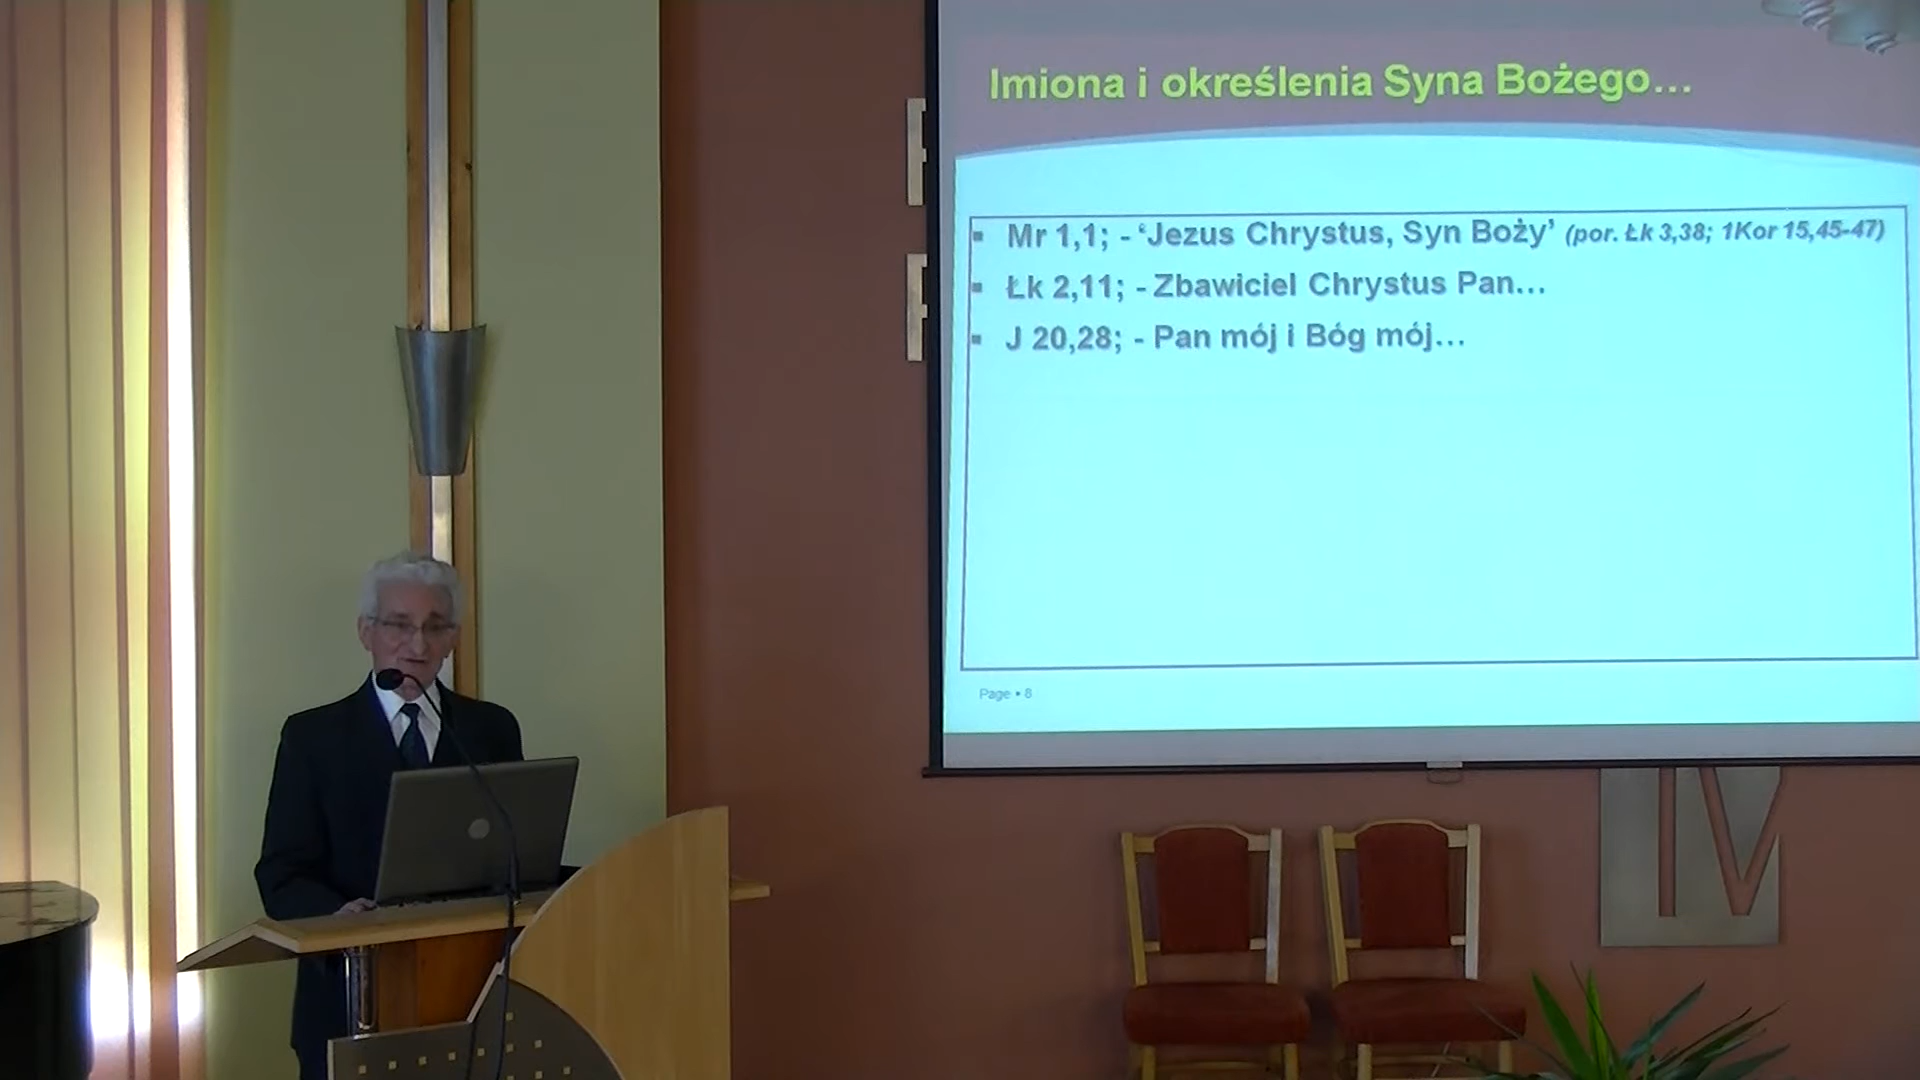 Imiona i określenia Syna Bożego...
▪ Mr 1,1; - ‘Jezus Chrystus, Syn Boży’ (por. Łk 3,38; 1Kor 15,45-47)
▪ Łk 2,11; - Zbawiciel Chrystus Pan...
▪ J 20,28; - Pan mój i Bóg mój...
Page ▪ 8